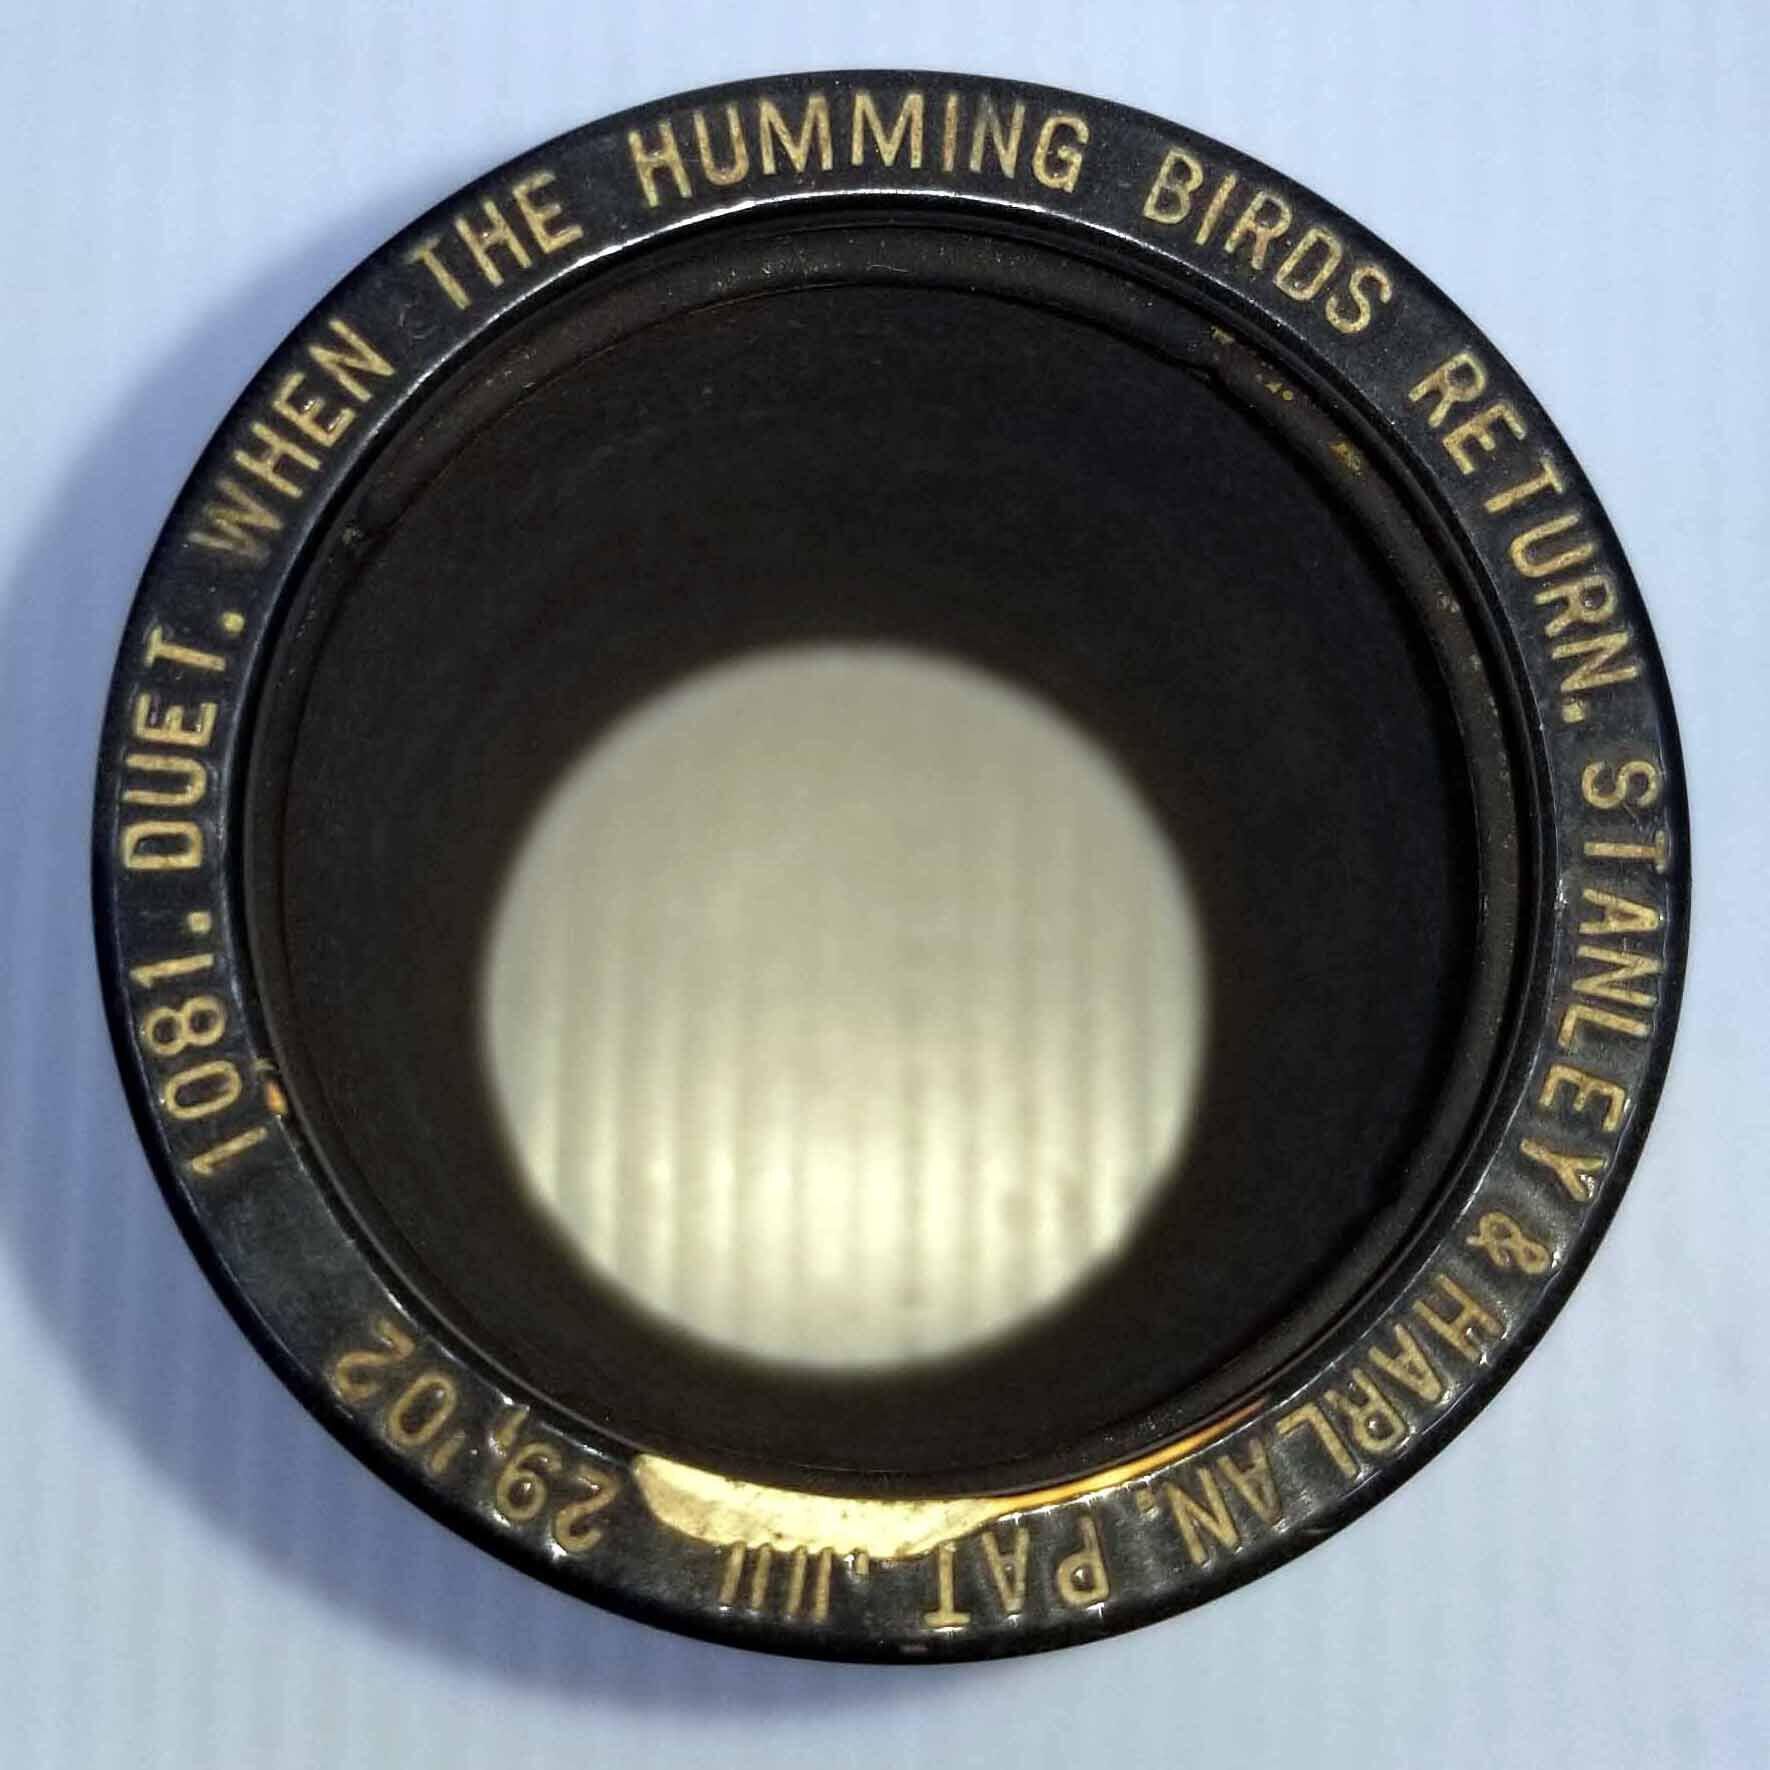 1081. DUET. WHEN THE HUMMING BIRDS RETURN. STANLEY & HARLAN. PAT. 29, '02